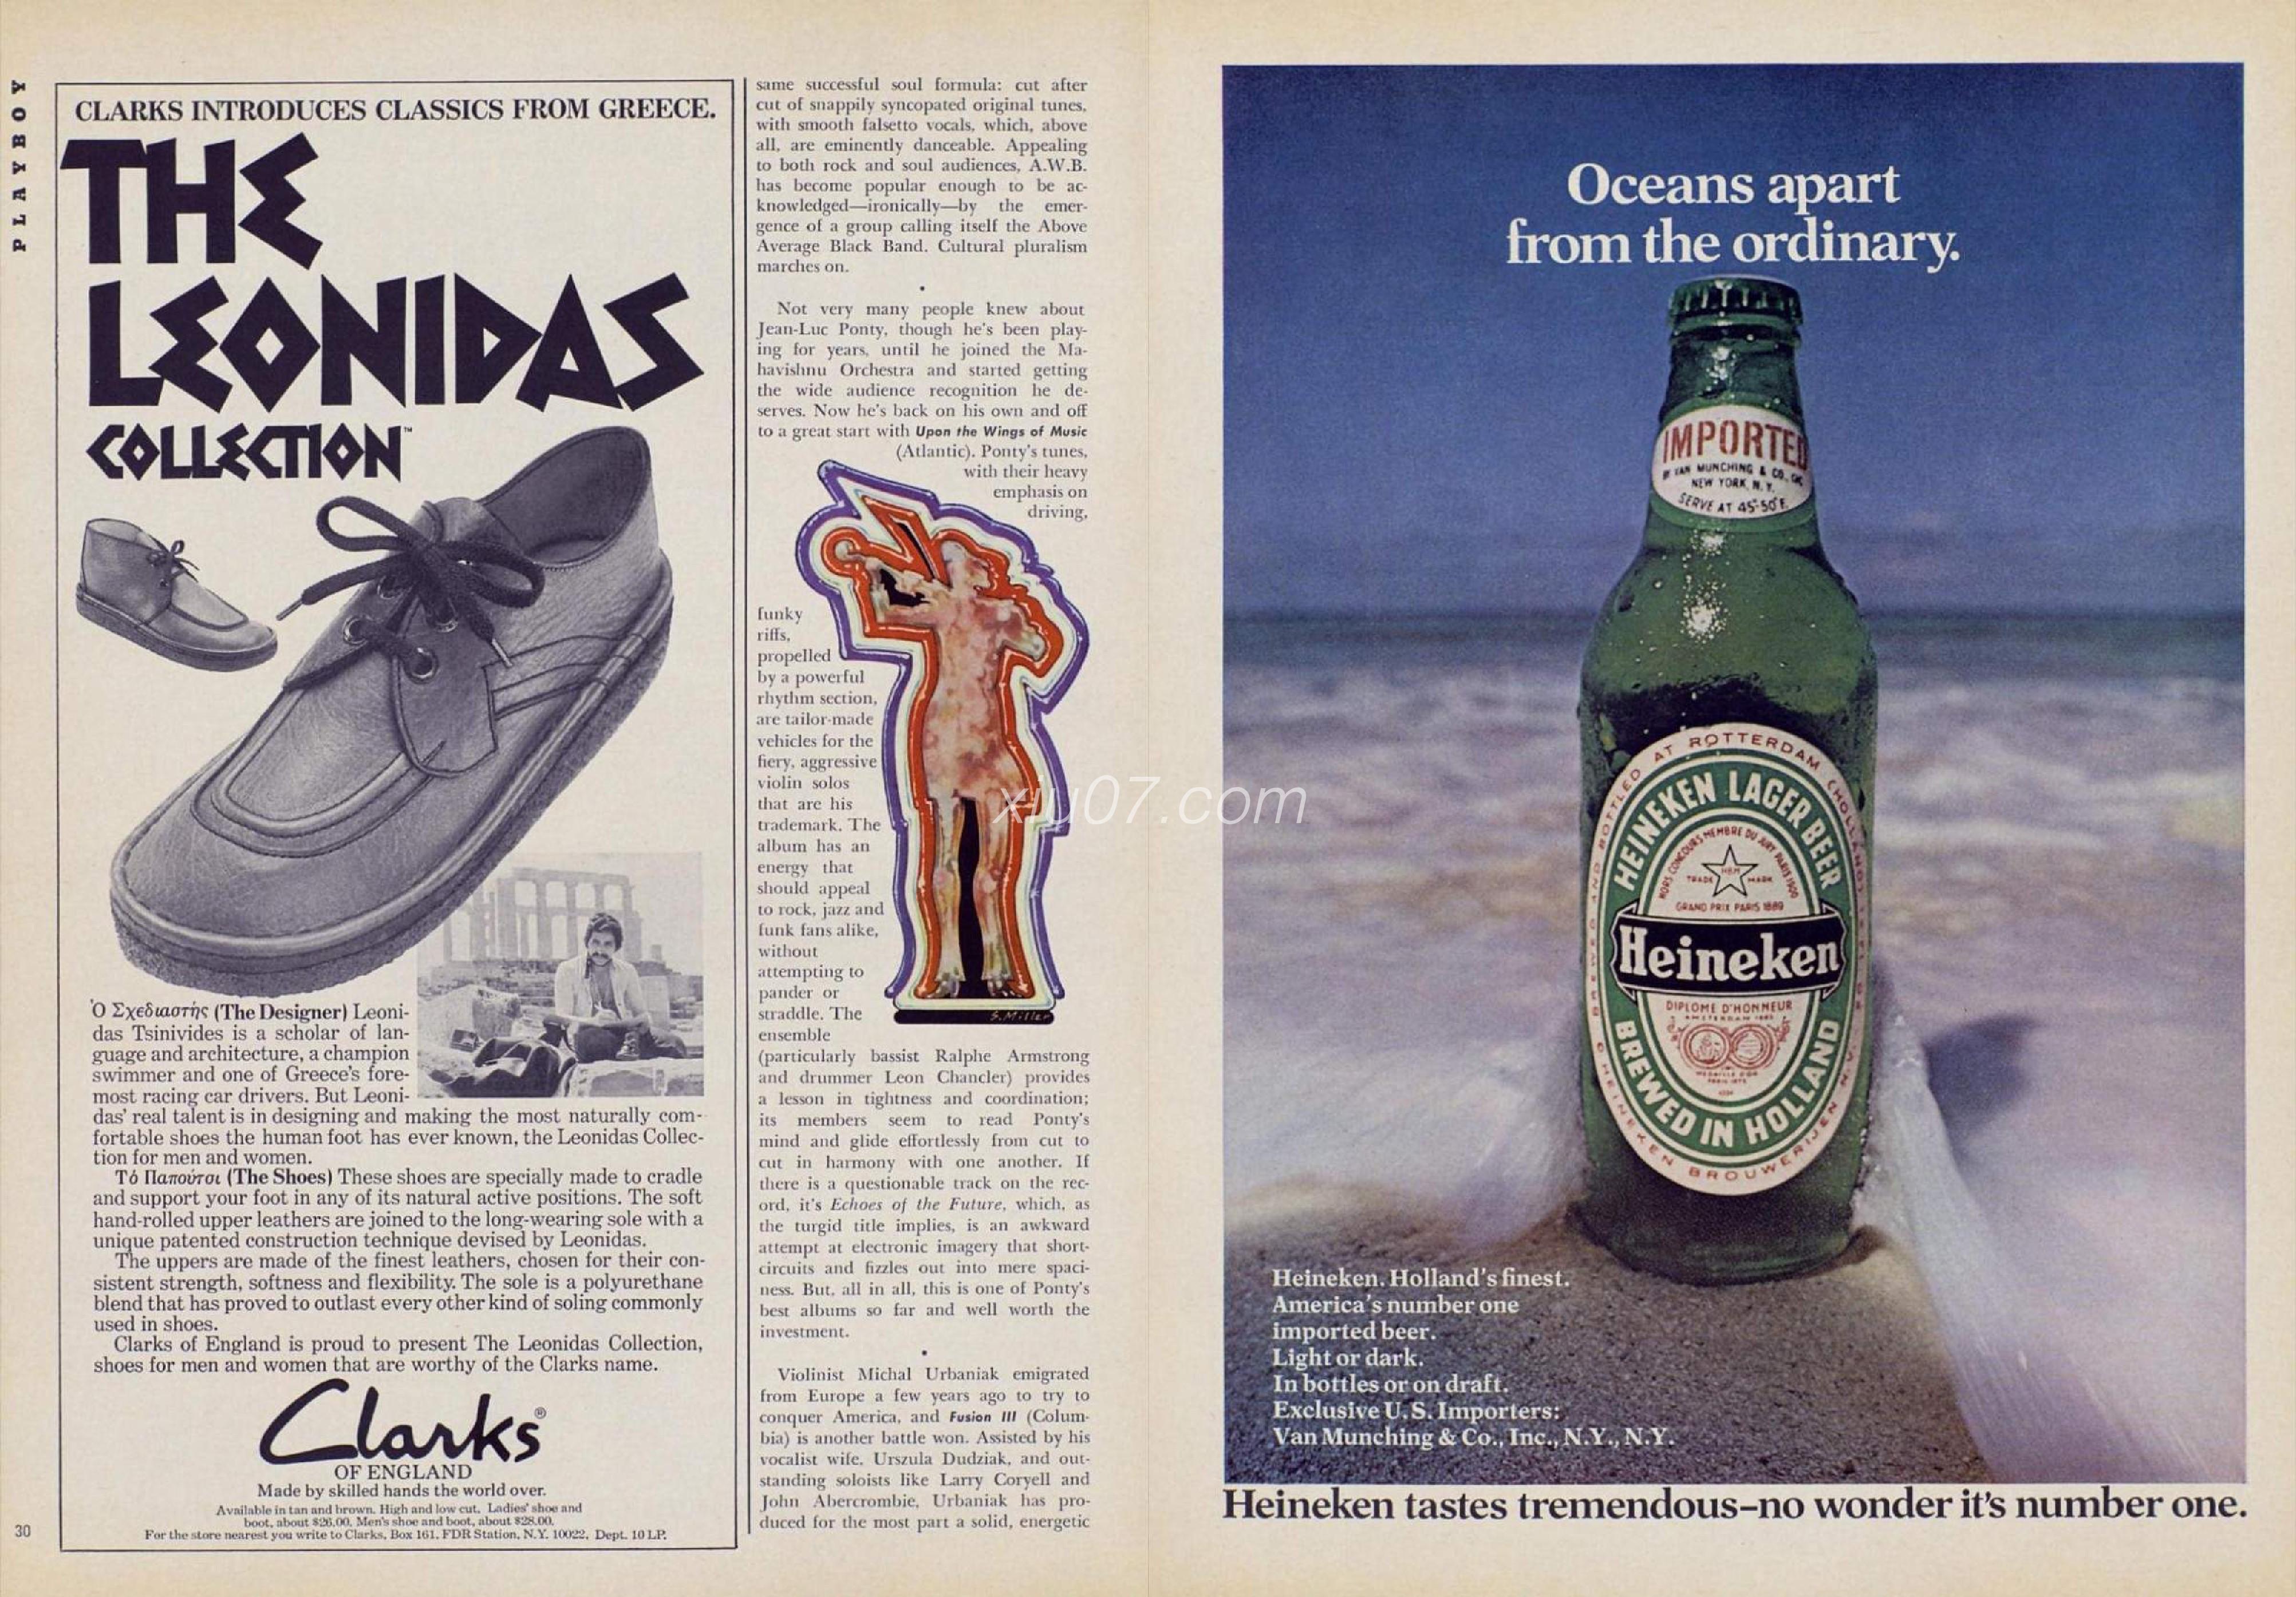 PLAYBOY
CLARKS INTRODUCES CLASSICS FROM GREECE.
THE
LEONIDAS
COLLECTION™
Ὁ Σχεδιαστής (The Designer) Leoni-
das Tsinivides is a scholar of lan-
guage and architecture, a champion
swimmer and one of Greece's fore-
most racing car drivers. But Leoni-
das' real talent is in designing and making the most naturally com-
fortable shoes the human foot has ever known, the Leonidas Collec-
tion for men and women.
Τό Παπούτσι (The Shoes) These shoes are specially made to cradle
and support your foot in any of its natural active positions. The soft
hand-rolled upper leathers are joined to the long-wearing sole with a
unique patented construction technique devised by Leonidas.
The uppers are made of the finest leathers, chosen for their con-
sistent strength, softness and flexibility. The sole is a polyurethane
blend that has proved to outlast every other kind of soling commonly
used in shoes.
Clarks of England is proud to present The Leonidas Collection,
shoes for men and women that are worthy of the Clarks name.
Clarks®
OF ENGLAND
Made by skilled hands the world over.
Available in tan and brown. High and low cut. Ladies' shoe and
boot, about $26.00. Men's shoe and boot, about $28.00.
For the store nearest you write to Clarks, Box 161, FDR Station, N.Y. 10022, Dept. 10 LP.
30
same successful soul formula: cut after
cut of snappily syncopated original tunes,
with smooth falsetto vocals, which, above
all, are eminently danceable. Appealing
to both rock and soul audiences, A.W.B.
has become popular enough to be ac-
knowledged—ironically—by the emer-
gence of a group calling itself the Above
Average Black Band. Cultural pluralism
marches on.
•
Not very many people knew about
Jean-Luc Ponty, though he's been play-
ing for years, until he joined the Ma-
havishnu Orchestra and started getting
the wide audience recognition he de-
serves. Now he's back on his own and off
to a great start with Upon the Wings of Music
(Atlantic). Ponty's tunes,
with their heavy
emphasis on
driving,
funky
riffs,
propelled
by a powerful
rhythm section,
are tailor-made
vehicles for the
fiery, aggressive
violin solos
that are his
trademark. The
album has an
energy that
should appeal
to rock, jazz and
funk fans alike,
without
attempting to
pander or
straddle. The
ensemble
(particularly bassist Ralphe Armstrong
and drummer Leon Chancler) provides
a lesson in tightness and coordination;
its members seem to read Ponty's
mind and glide effortlessly from cut to
cut in harmony with one another. If
there is a questionable track on the rec-
ord, it's Echoes of the Future, which, as
the turgid title implies, is an awkward
attempt at electronic imagery that short-
circuits and fizzles out into mere spaci-
ness. But, all in all, this is one of Ponty's
best albums so far and well worth the
investment.
•
Violinist Michal Urbaniak emigrated
from Europe a few years ago to try to
conquer America, and Fusion III (Colum-
bia) is another battle won. Assisted by his
vocalist wife, Urszula Dudziak, and out-
standing soloists like Larry Coryell and
John Abercrombie, Urbaniak has pro-
duced for the most part a solid, energetic
S. Miller
xiu07.com
Oceans apart
from the ordinary.
IMPORTED
BY VAN MUNCHING & CO., INC.
NEW YORK, N.Y.
SERVE AT 45°-50°F.
BREWED AND BOTTLED AT ROTTERDAM (HOLLAND)
HEINEKEN LAGER BEER
HORS CONCOURS MEMBRE DU JURY PARIS 1900
TRADE HBM MARK
GRAND PRIX PARIS 1889
Heineken
DIPLOME D'HONNEUR
AMSTERDAM 1883
BREWED IN HOLLAND
HEINEKEN BROUWERIJEN N.V.
Heineken. Holland's finest.
America's number one
imported beer.
Light or dark.
In bottles or on draft.
Exclusive U.S. Importers:
Van Munching & Co., Inc., N.Y., N.Y.
Heineken tastes tremendous–no wonder it's number one.